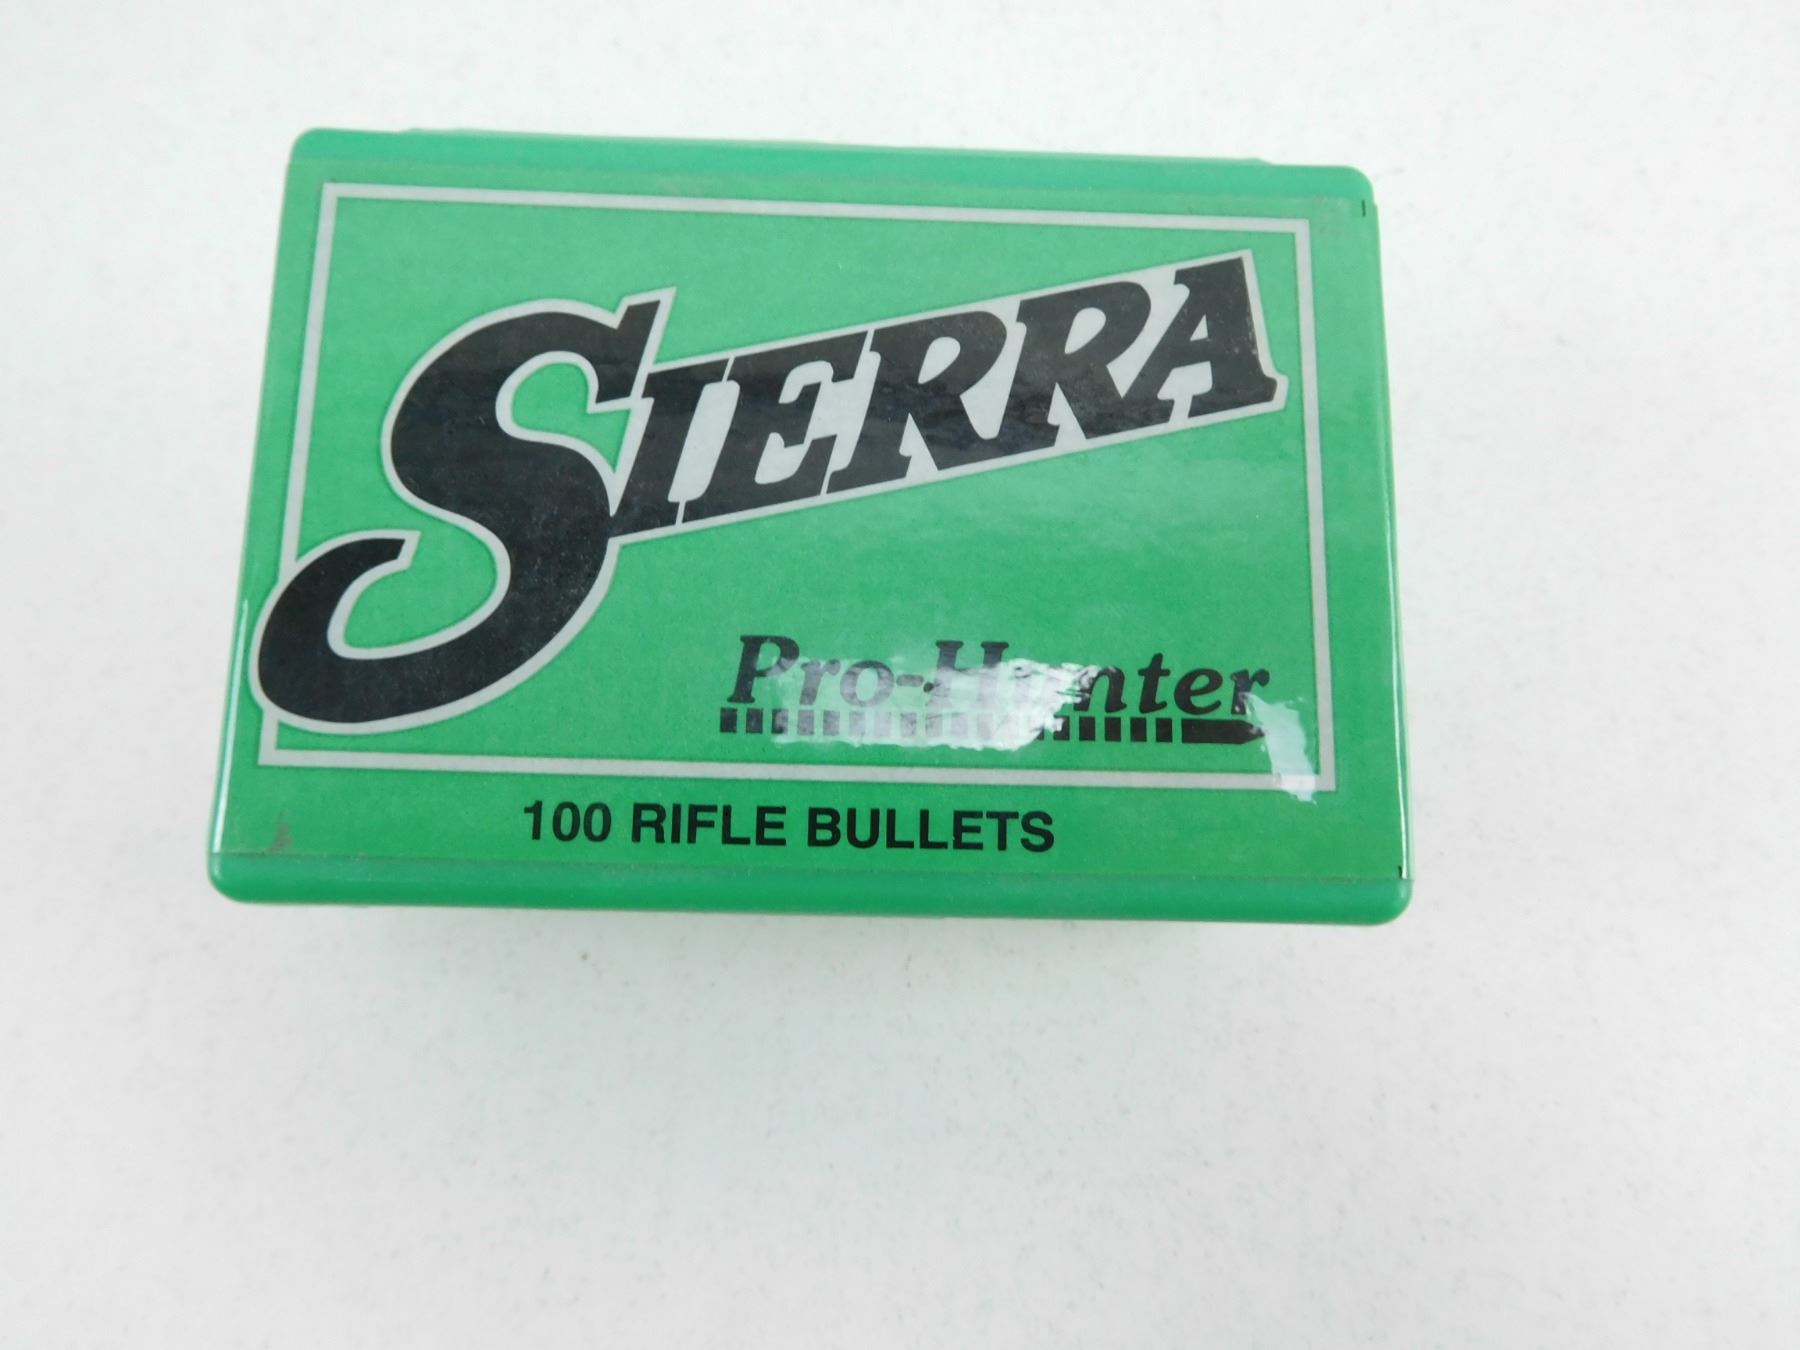 SIERRA
Pro-Hunter
100 RIFLE BULLETS